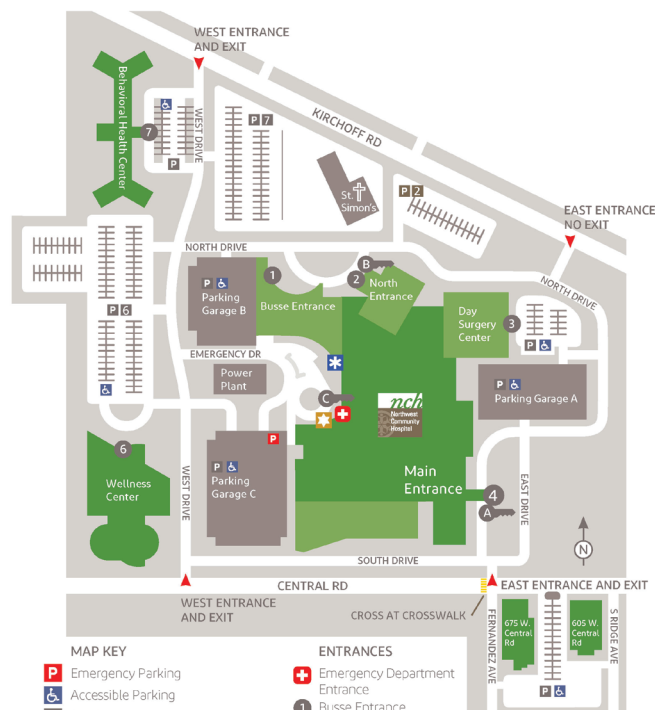 WEST ENTRANCE
AND EXIT
KIRCHOFF RD
Behavioral Health Center
7
P
WEST DRIVE
P 7
St.
Simon's
P 2
EAST ENTRANCE
NO EXIT
NORTH DRIVE
NORTH DRIVE
B
1
2
P
Parking
Garage B
Busse Entrance
North
Entrance
Day
Surgery
Center
3
P
P 6
EMERGENCY DR
Power
Plant
C
nch
Northwest
Community
Hospital
P
Parking Garage A
P
6
Wellness
Center
WEST DRIVE
P
Parking
Garage C
Main
Entrance
4
A
EAST DRIVE
N
SOUTH DRIVE
CENTRAL RD
EAST ENTRANCE AND EXIT
WEST ENTRANCE
AND EXIT
CROSS AT CROSSWALK
FERNANDEZ AVE
675 W.
Central
Rd
605 W.
Central
Rd
S RIDGE AVE
P
MAP KEY
P Emergency Parking
Accessible Parking
ENTRANCES
Emergency Department
Entrance
1 Busse Entrance